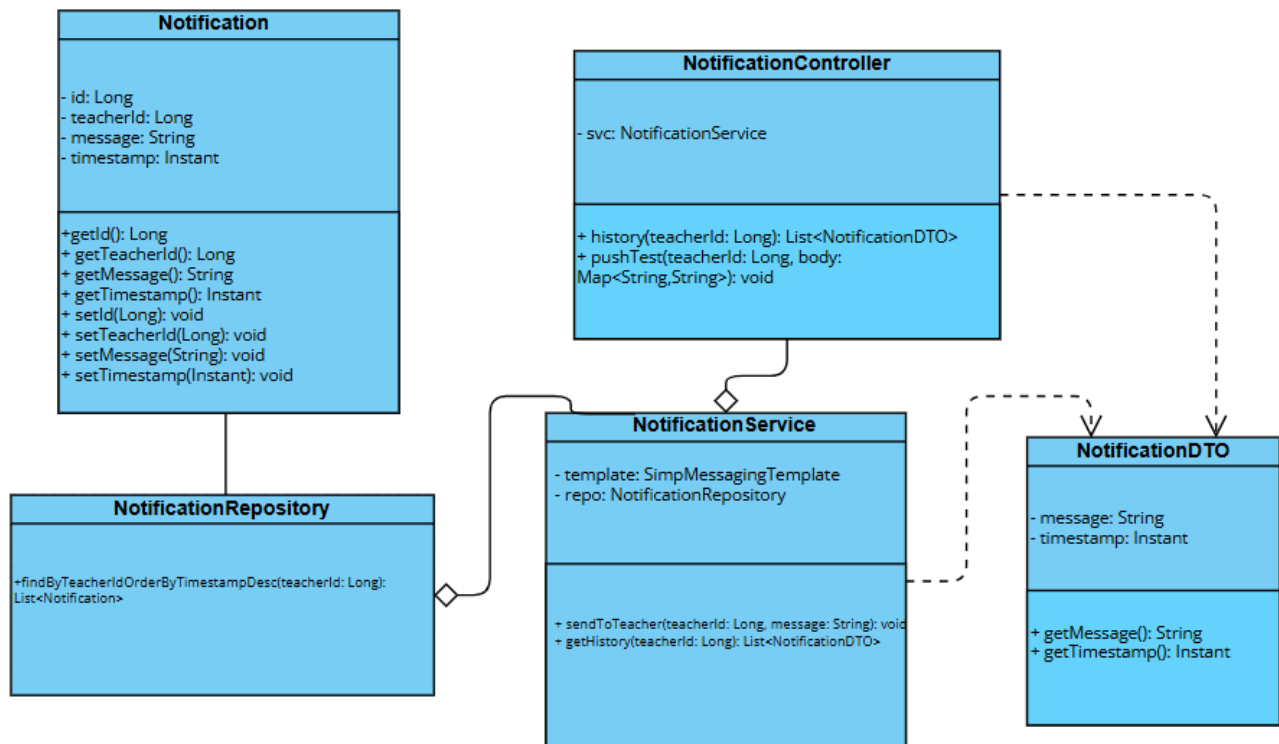 Notification
- id: Long
- teacherId: Long
- message: String
- timestamp: Instant
+getId(): Long
+ getTeacherId(): Long
+ getMessage(): String
+ getTimestamp(): Instant
+ setId(Long): void
+ setTeacherId(Long): void
+ setMessage(String): void
+ setTimestamp(Instant): void
NotificationController
- svc: NotificationService
+ history(teacherId: Long): List<NotificationDTO>
+ pushTest(teacherId: Long, body:
Map<String,String>): void
NotificationRepository
+findByTeacherIdOrderByTimestampDesc(teacherId: Long):
List<Notification>
NotificationService
- template: SimpMessagingTemplate
- repo: NotificationRepository
+ sendToTeacher(teacherId: Long, message: String): void
+ getHistory(teacherId: Long): List<NotificationDTO>
NotificationDTO
- message: String
- timestamp: Instant
+ getMessage(): String
+ getTimestamp(): Instant